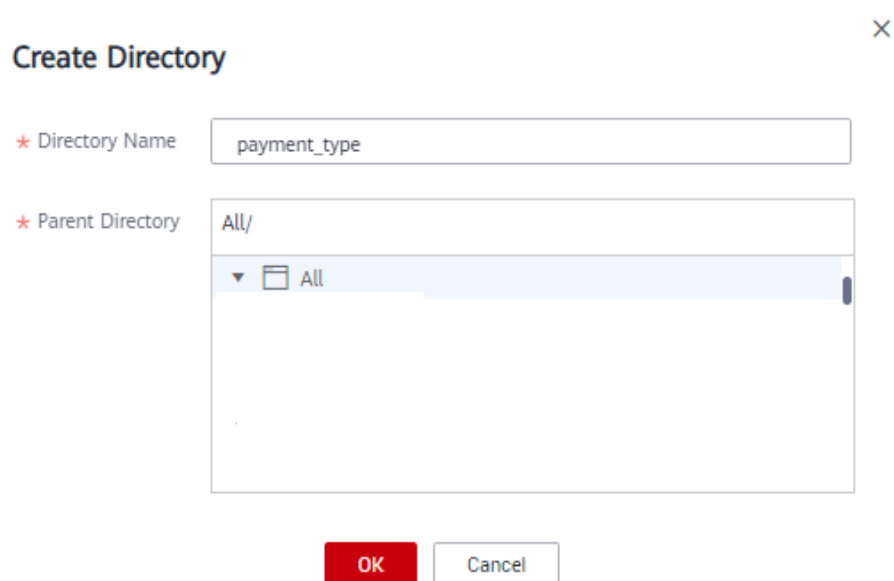 Create Directory
* Directory Name
payment_type
* Parent Directory
All/
All
OK
Cancel